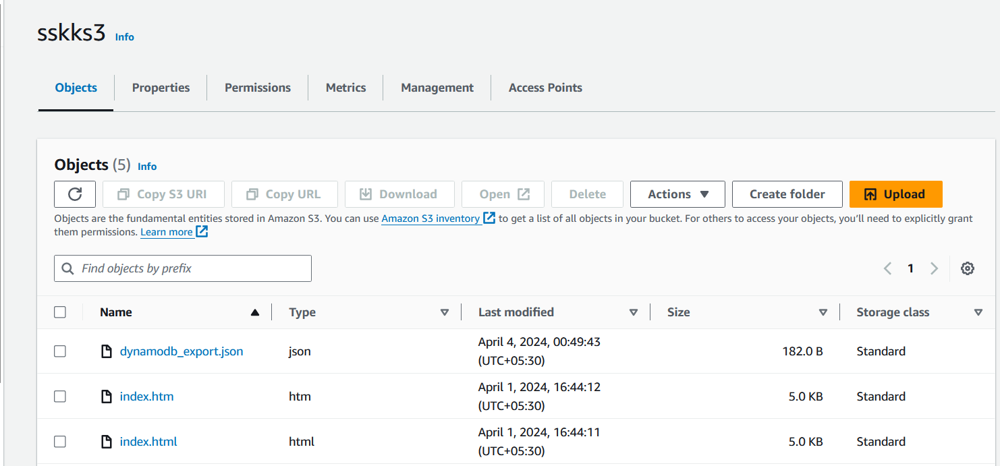 sskks3 Info
Objects Properties Permissions Metrics Management Access Points
Objects (5) Info
Copy S3 URI Copy URL Download Open Delete Actions Create folder Upload
Objects are the fundamental entities stored in Amazon S3. You can use Amazon S3 inventory to get a list of all objects in your bucket. For others to access your objects, you'll need to explicitly grant
them permissions. Learn more
Find objects by prefix 1
Name Type Last modified Size Storage class
dynamodb_export.json json April 4, 2024, 00:49:43 (UTC+05:30) 182.0 B Standard
index.htm htm April 1, 2024, 16:44:12 (UTC+05:30) 5.0 KB Standard
index.html html April 1, 2024, 16:44:11 (UTC+05:30) 5.0 KB Standard